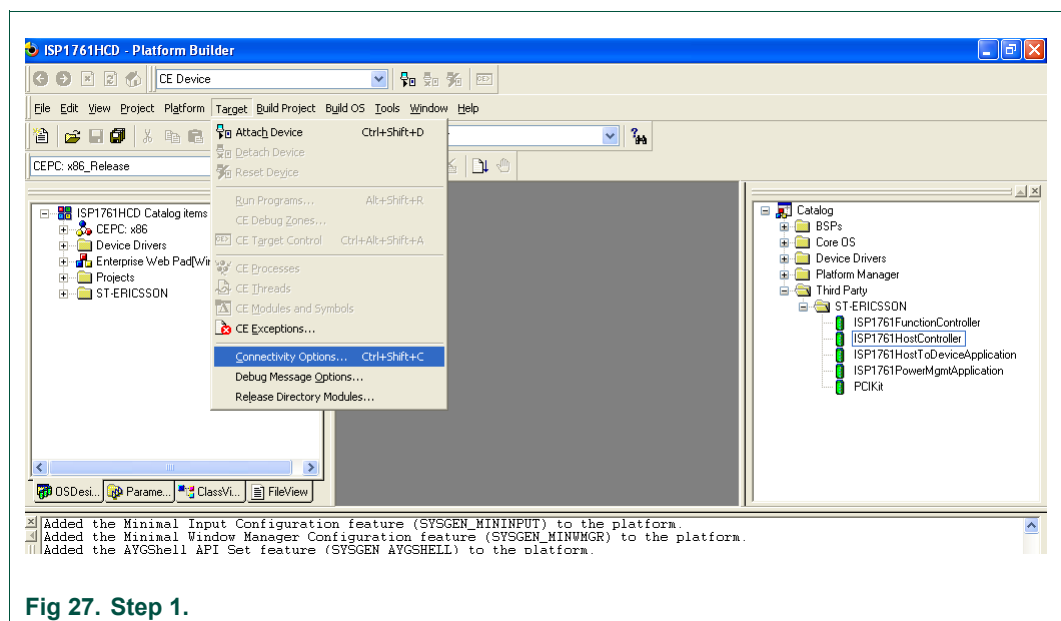 ISP1761HCD - Platform Builder
CE Device
File Edit View Project Platform Target Build Project Build OS Tools Window Help
Attach Device Ctrl+Shift+D
Detach Device
CEPC: x86_Release
Reset Device
Run Programs... Alt+Shift+R
CE Debug Zones...
CE Target Control Ctrl+Alt+Shift+A
CE Processes
CE Threads
CE Modules and Symbols
CE Exceptions...
Connectivity Options... Ctrl+Shift+C
Debug Message Options...
Release Directory Modules...
ISP1761HCD Catalog items
CEPC: x86
Device Drivers
Enterprise Web Pad[Wir
Projects
ST-ERICSSON
OSDesi... Parame... ClassVi... FileView
Catalog
BSPs
Core OS
Device Drivers
Platform Manager
Third Party
ST-ERICSSON
ISP1761FunctionController
ISP1761HostController
ISP1761HostToDeviceApplication
ISP1761PowerMgmtApplication
PCIKit
Added the Minimal Input Configuration feature (SYSGEN_MININPUT) to the platform.
Added the Minimal Window Manager Configuration feature (SYSGEN_MINWMGR) to the platform.
Added the AYGShell API Set feature (SYSGEN_AYGSHELL) to the platform.
Fig 27. Step 1.